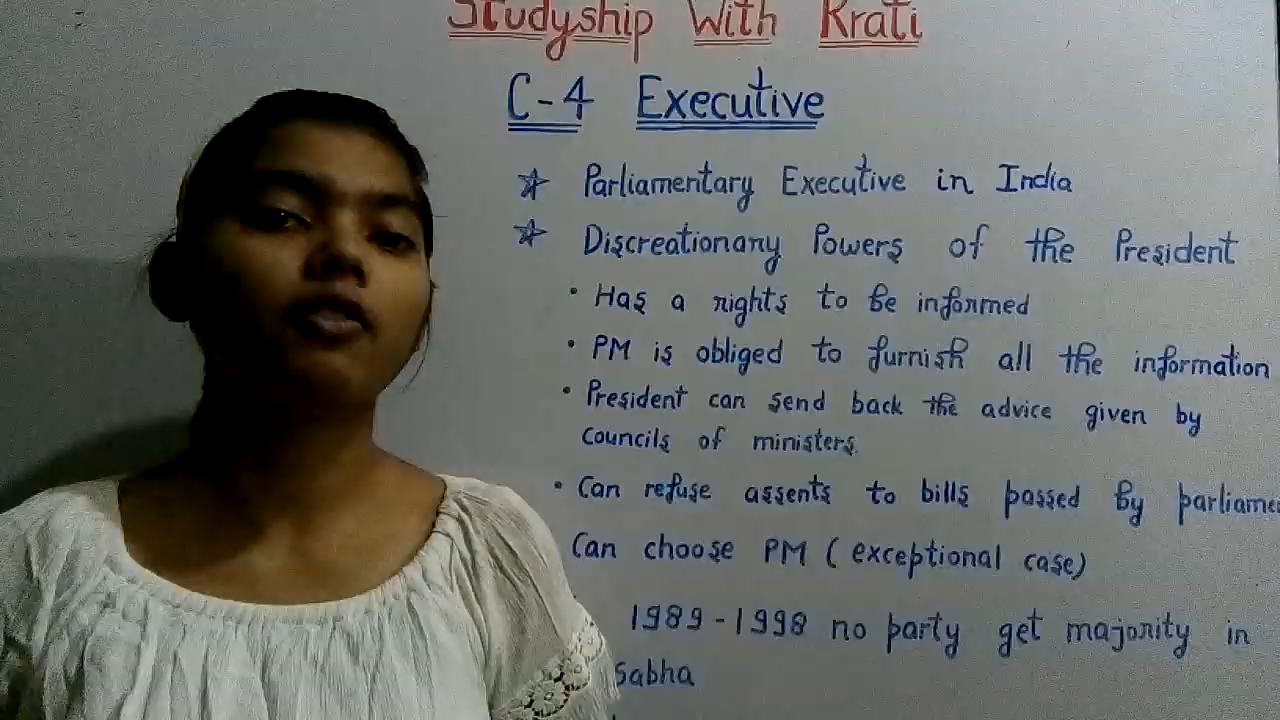 Studyship With Krati
C-4 Executive
☆ Parliamentary Executive in India
☆ Discreationary Powers of the President
• Has a rights to be informed
• PM is obliged to furnish all the information
• President can send back the advice given by
councils of ministers.
• Can refuse assents to bills passed by parliame
Can choose PM (exceptional case)
1989-1998 no party get majority in
Sabha